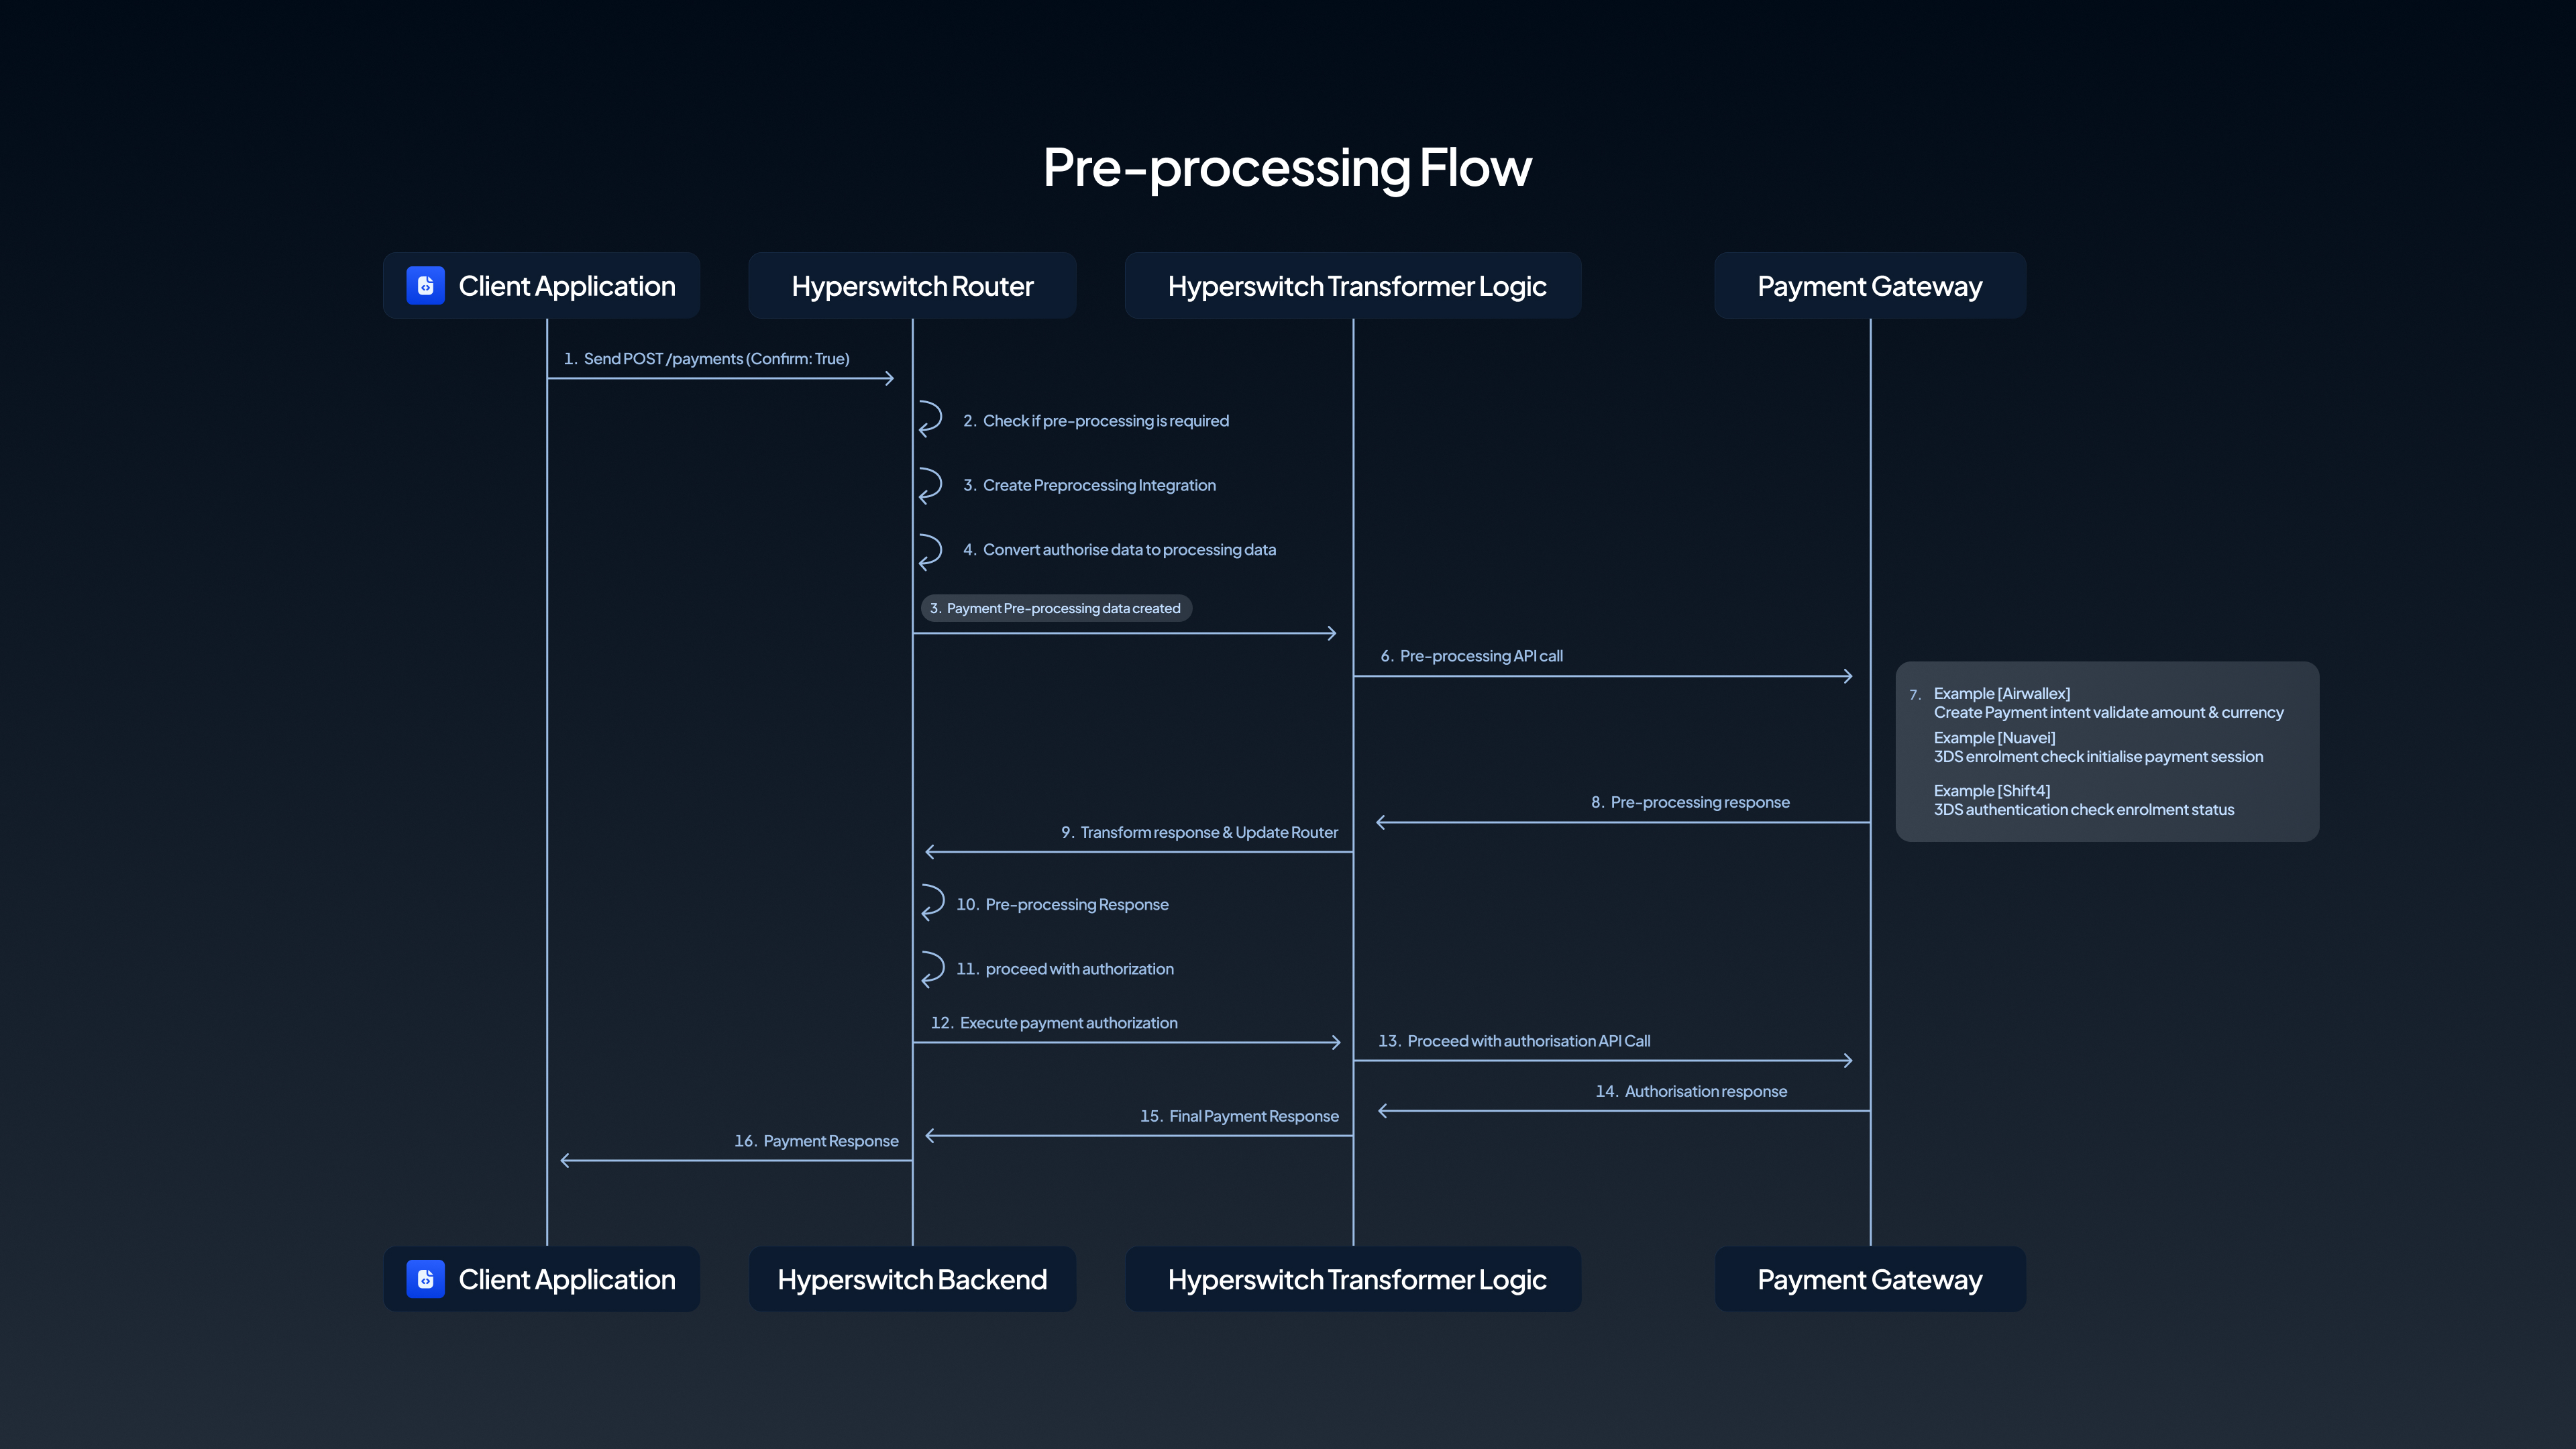 Pre-processing Flow
Client Application
Hyperswitch Router
Hyperswitch Transformer Logic
Payment Gateway
1. Send POST /payments (Confirm: True)
2. Check if pre-processing is required
3. Create Preprocessing Integration
4. Convert authorise data to processing data
3. Payment Pre-processing data created
6. Pre-processing API call
7. Example [Airwallex]
Create Payment intent validate amount & currency
Example [Nuavei]
3DS enrolment check initialise payment session
Example [Shift4]
3DS authentication check enrolment status
8. Pre-processing response
9. Transform response & Update Router
10. Pre-processing Response
11. proceed with authorization
12. Execute payment authorization
13. Proceed with authorisation API Call
14. Authorisation response
15. Final Payment Response
16. Payment Response
Client Application
Hyperswitch Backend
Hyperswitch Transformer Logic
Payment Gateway